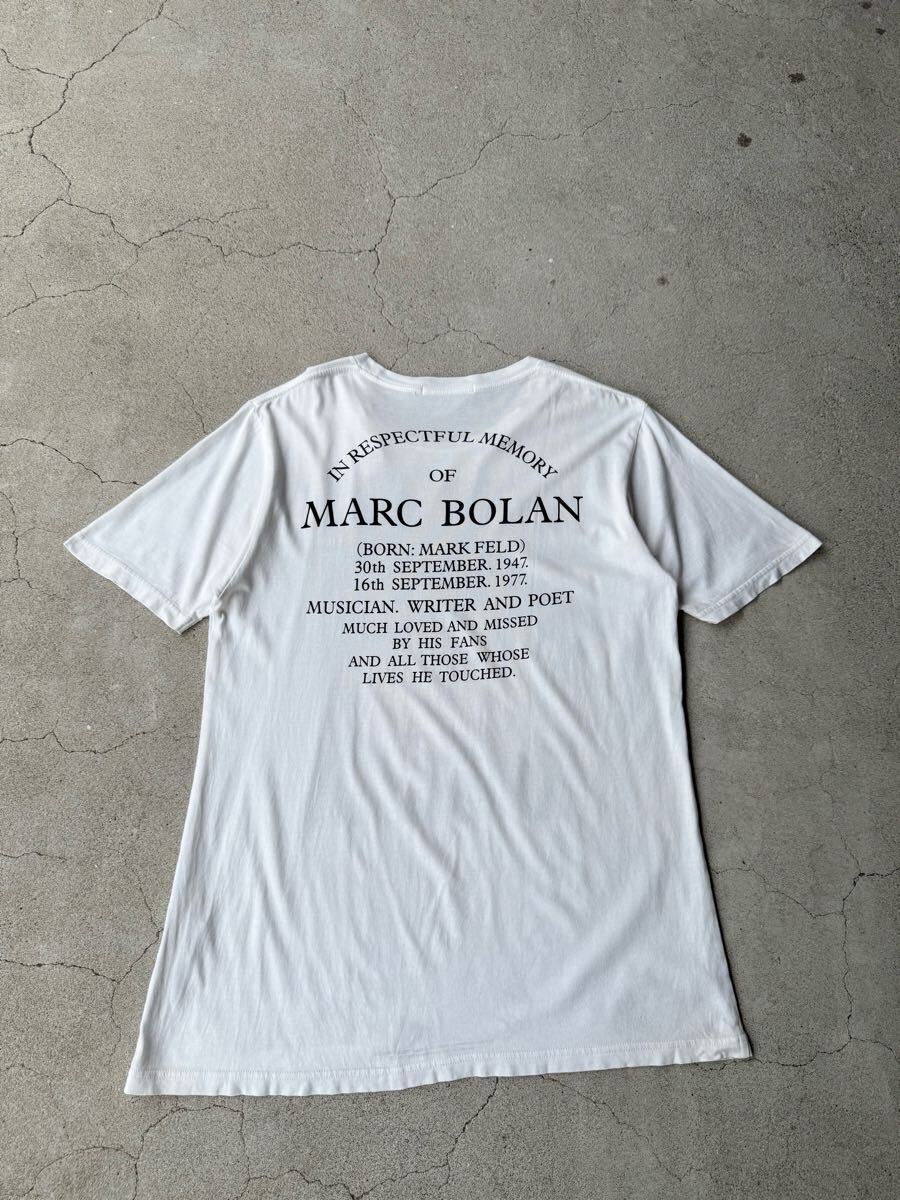 IN RESPECTFUL MEMORY
OF
MARC BOLAN
(BORN: MARK FELD)
30th SEPTEMBER. 1947.
16th SEPTEMBER. 1977.
MUSICIAN. WRITER AND POET
MUCH LOVED AND MISSED
BY HIS FANS
AND ALL THOSE WHOSE
LIVES HE TOUCHED.